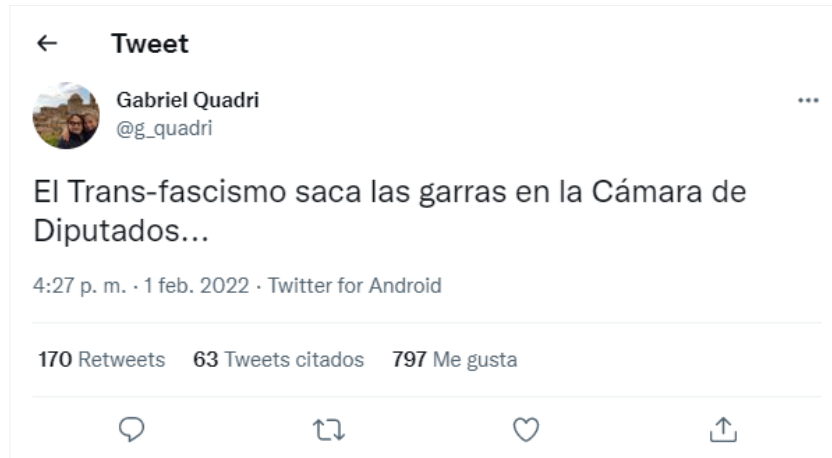 Tweet
Gabriel Quadri
@g_quadri
El Trans-fascismo saca las garras en la Cámara de
Diputados...
4:27 p. m. · 1 feb. 2022 · Twitter for Android
170 Retweets 63 Tweets citados 797 Me gusta